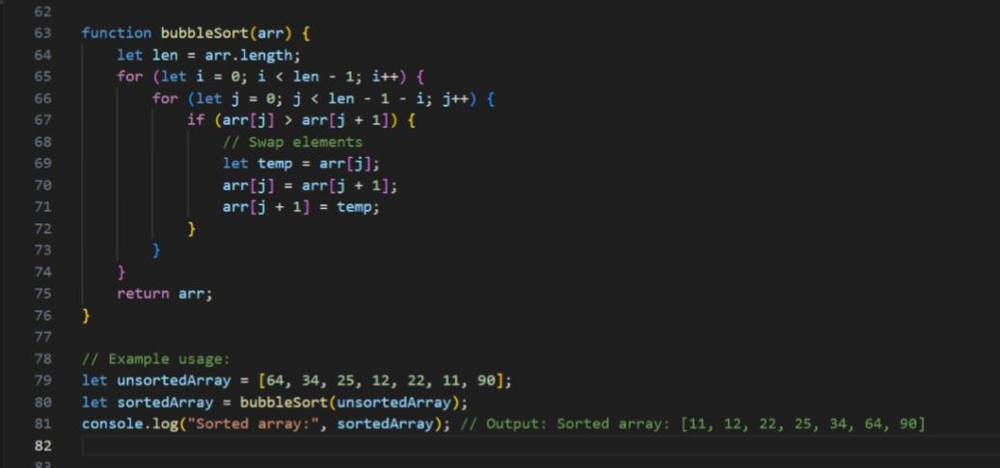 62
63 function bubbleSort(arr) {
64     let len = arr.length;
65     for (let i = 0; i < len - 1; i++) {
66         for (let j = 0; j < len - 1 - i; j++) {
67             if (arr[j] > arr[j + 1]) {
68                 // Swap elements
69                 let temp = arr[j];
70                 arr[j] = arr[j + 1];
71                 arr[j + 1] = temp;
72             }
73         }
74     }
75     return arr;
76 }
77
78 // Example usage:
79 let unsortedArray = [64, 34, 25, 12, 22, 11, 90];
80 let sortedArray = bubbleSort(unsortedArray);
81 console.log("Sorted array:", sortedArray); // Output: Sorted array: [11, 12, 22, 25, 34, 64, 90]
82
83